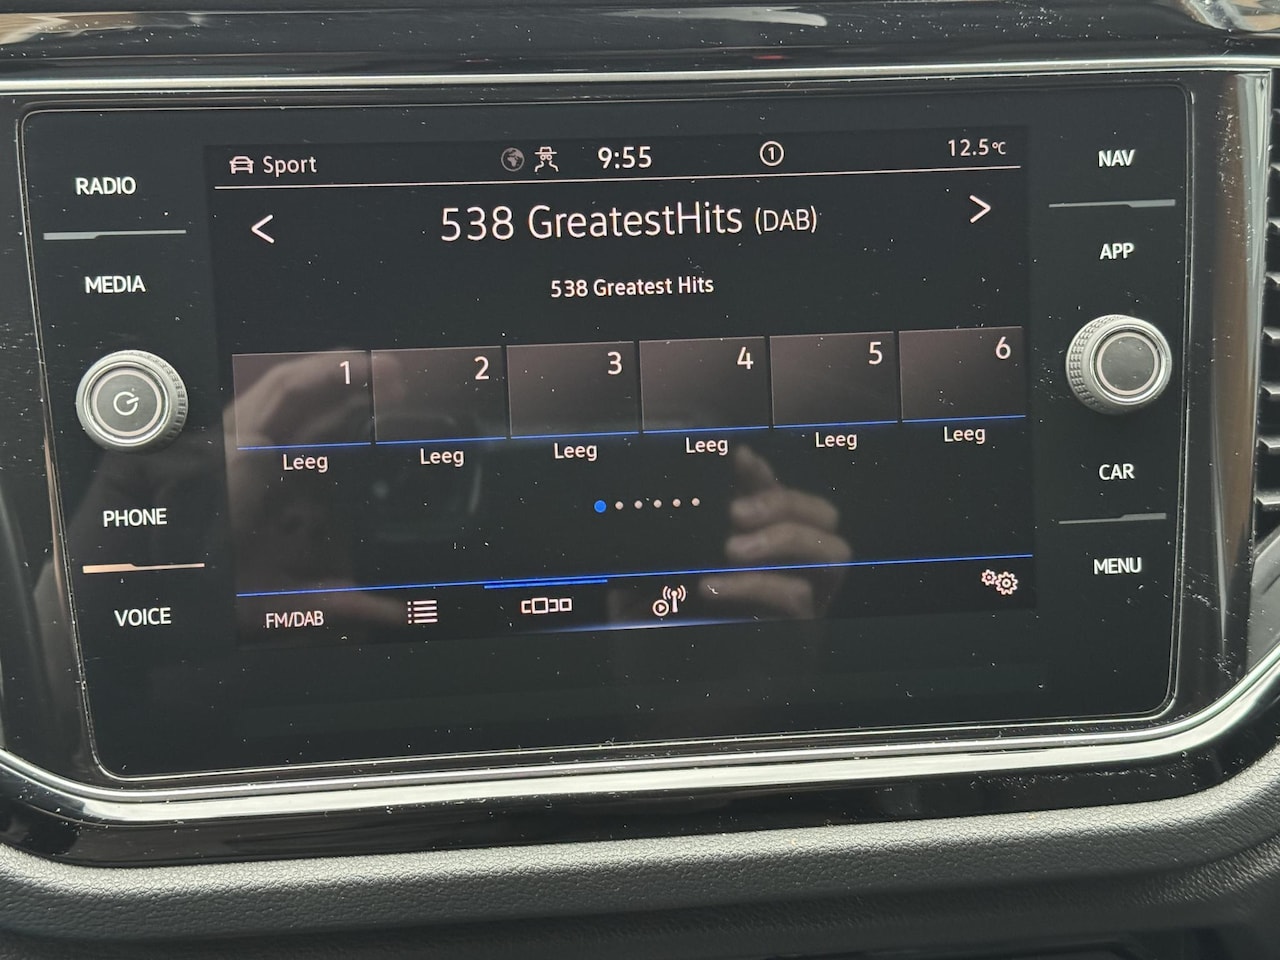 RADIO
MEDIA
PHONE
VOICE
Sport
9:55
1
12.5°C
< 538 GreatestHits (DAB) >
538 Greatest Hits
1 2 3 4 5 6
Leeg Leeg Leeg Leeg Leeg Leeg
FM/DAB
NAV
APP
CAR
MENU